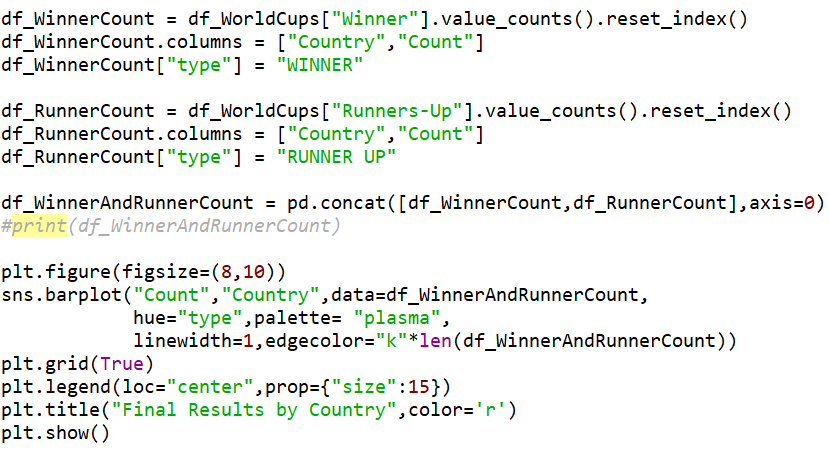 df_WinnerCount = df_WorldCups["Winner"].value_counts().reset_index()
df_WinnerCount.columns = ["Country","Count"]
df_WinnerCount["type"] = "WINNER"
df_RunnerCount = df_WorldCups["Runners-Up"].value_counts().reset_index()
df_RunnerCount.columns = ["Country","Count"]
df_RunnerCount["type"] = "RUNNER UP"
df_WinnerAndRunnerCount = pd.concat([df_WinnerCount,df_RunnerCount],axis=0)
#print(df_WinnerAndRunnerCount)
plt.figure(figsize=(8,10))
sns.barplot("Count","Country",data=df_WinnerAndRunnerCount,
            hue="type",palette= "plasma",
            linewidth=1,edgecolor="k"*len(df_WinnerAndRunnerCount))
plt.grid(True)
plt.legend(loc="center",prop={"size":15})
plt.title("Final Results by Country",color='r')
plt.show()